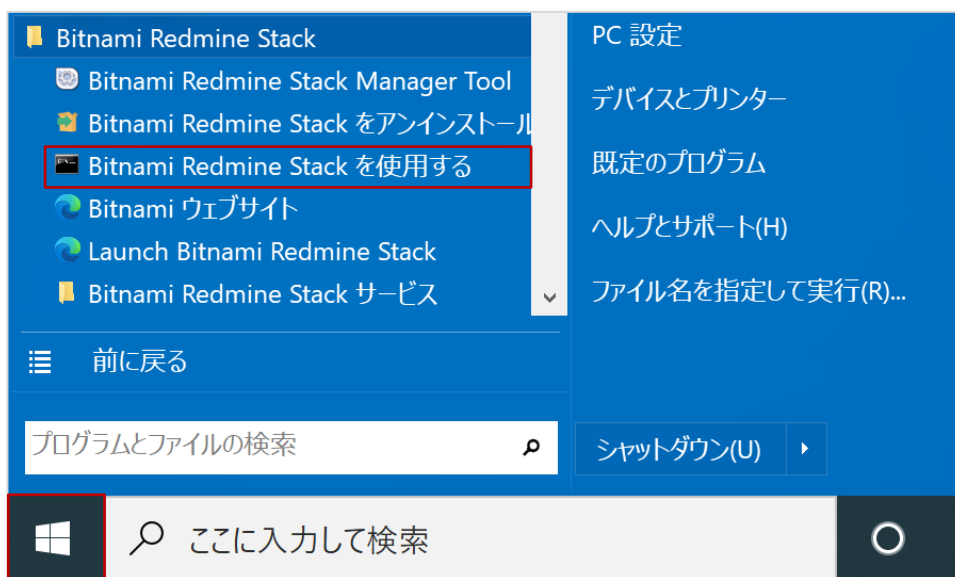 Bitnami Redmine Stack
Bitnami Redmine Stack Manager Tool
Bitnami Redmine Stack をアンインストール
Bitnami Redmine Stack を使用する
Bitnami ウェブサイト
Launch Bitnami Redmine Stack
Bitnami Redmine Stack サービス
前に戻る
プログラムとファイルの検索
PC 設定
デバイスとプリンター
既定のプログラム
ヘルプとサポート(H)
ファイル名を指定して実行(R)...
シャットダウン(U)
ここに入力して検索